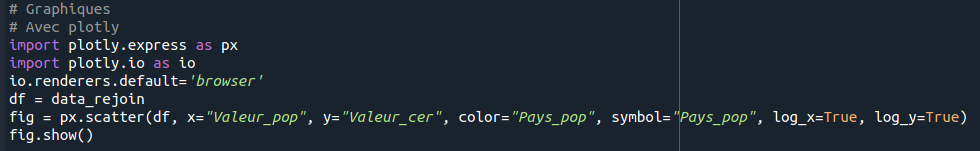 # Graphiques
# Avec plotly
import plotly.express as px
import plotly.io as io
io.renderers.default='browser'
df = data_rejoin
fig = px.scatter(df, x="Valeur_pop", y="Valeur_cer", color="Pays_pop", symbol="Pays_pop", log_x=True, log_y=True)
fig.show()